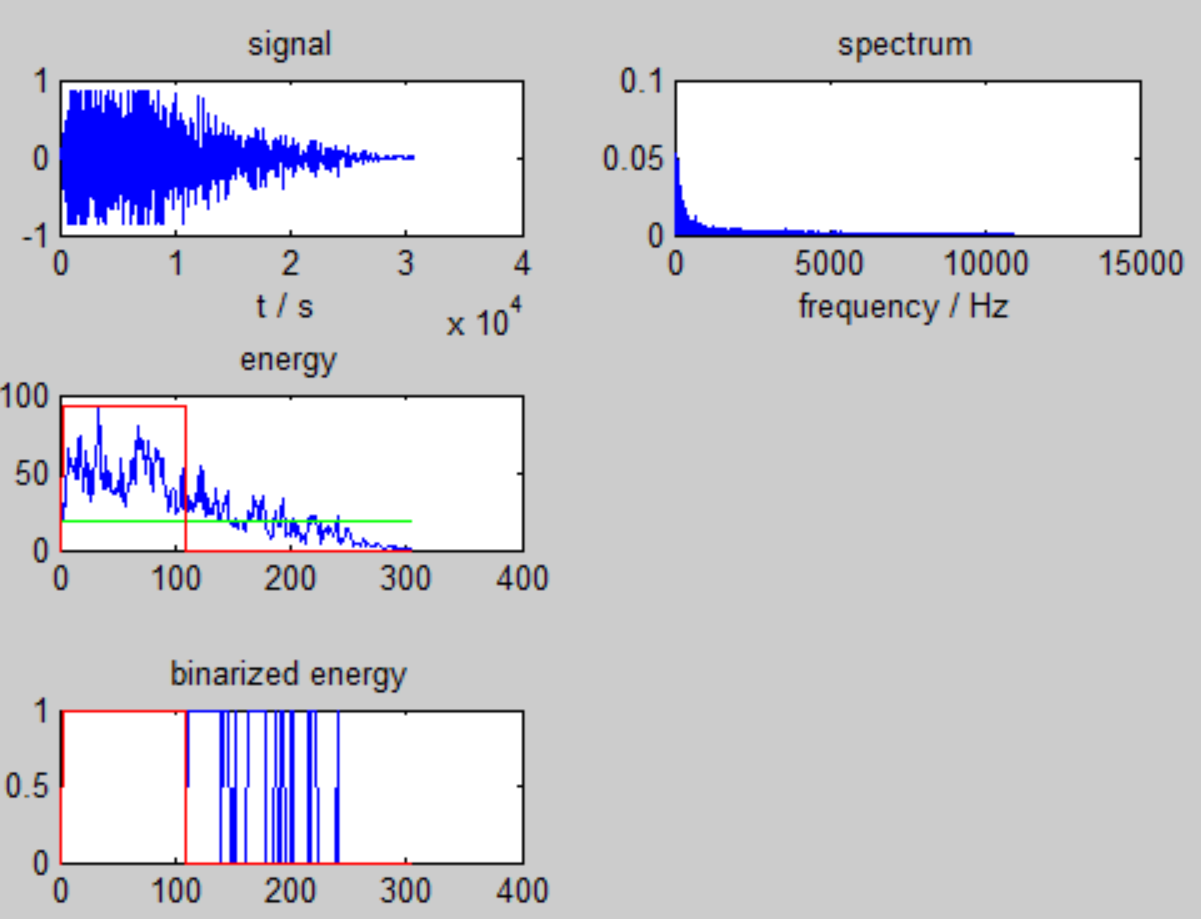 signal
1
0
-1
0 1 2 3 4
t / s
x 10^4
spectrum
0.1
0.05
0
0 5000 10000 15000
frequency / Hz
energy
100
50
0
0 100 200 300 400
binarized energy
1
0.5
0
0 100 200 300 400